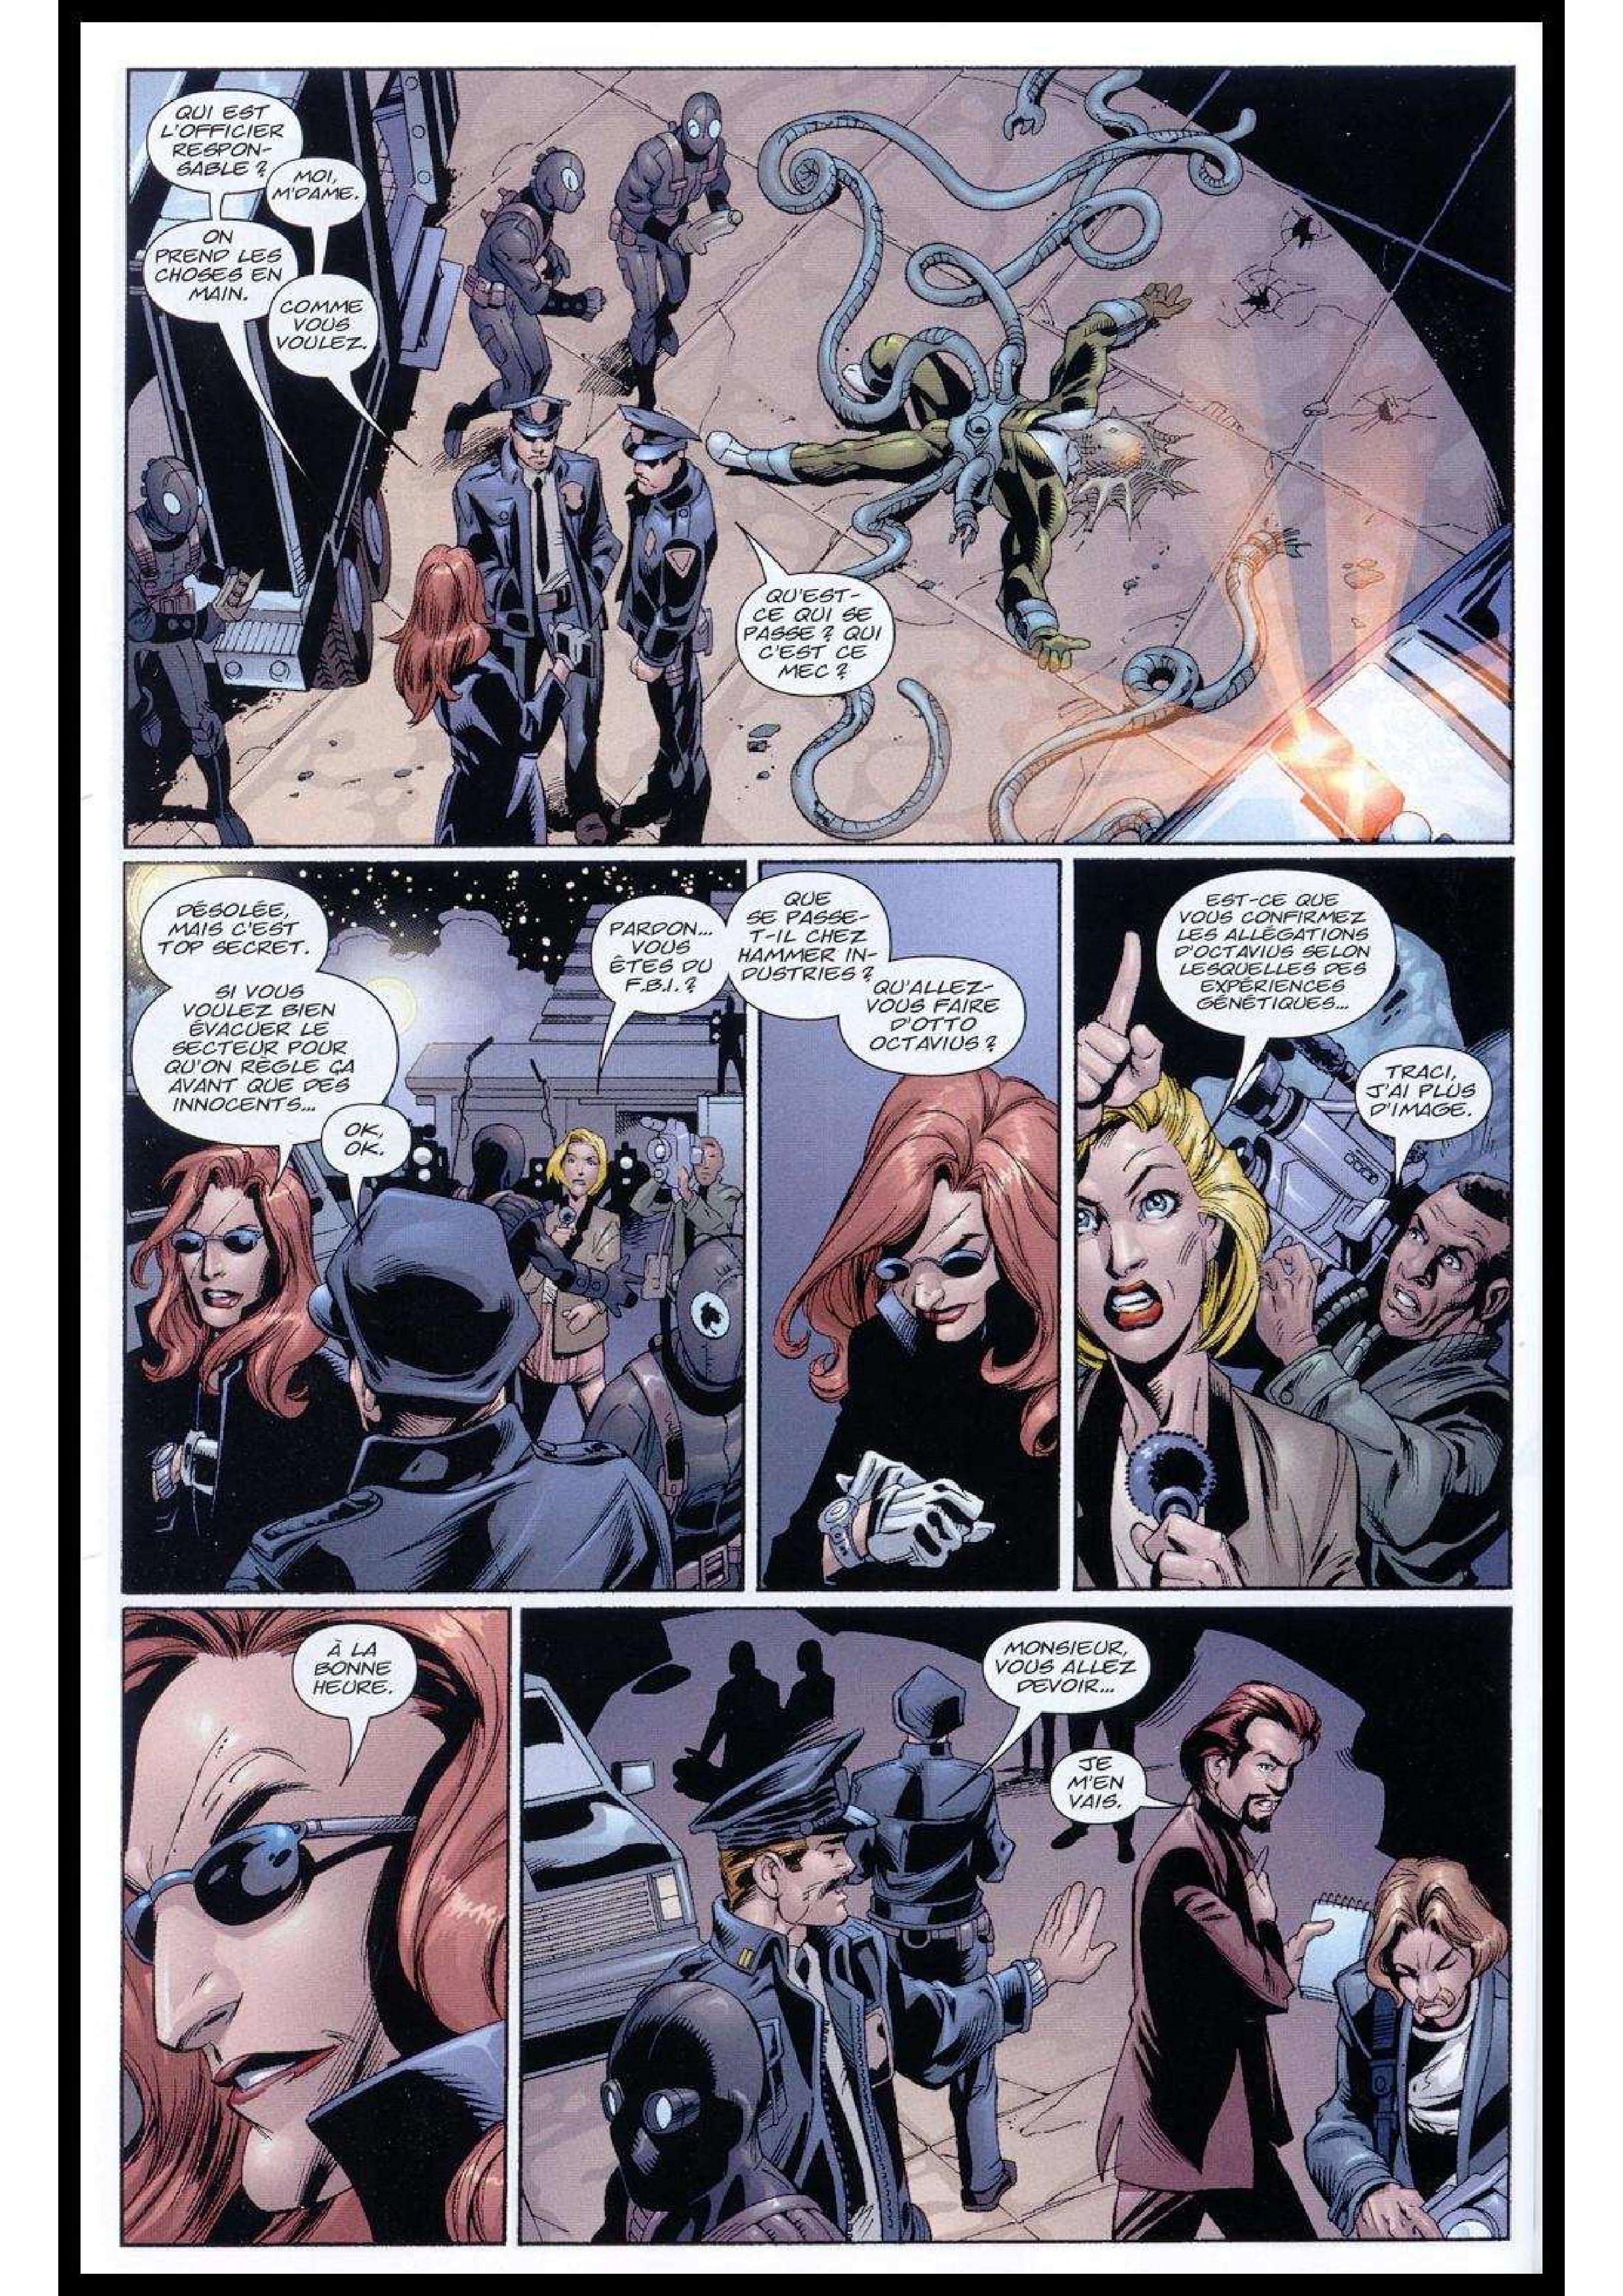 QUI EST
L'OFFICIER
RESPON-
SABLE ?
MOI,
M'DAME.
ON
PREND LES
CHOSES EN
MAIN.
COMME
VOUS
VOULEZ.
QU'EST-
CE QUI SE
PASSE ? QUI
C'EST CE
MEC ?
DÉSOLÉE,
MAIS C'EST
TOP SECRET.
SI VOUS
VOULEZ BIEN
ÉVACUER LE
SECTEUR POUR
QU'ON RÈGLE ÇA
AVANT QUE DES
INNOCENTS...
OK,
OK.
PARDON...
VOUS
ÊTES DU
F.B.I. ?
QUE
SE PASSE-
T-IL CHEZ
HAMMER IN-
DUSTRIES ?
QU'ALLEZ-
VOUS FAIRE
D'OTTO
OCTAVIUS ?
EST-CE QUE
VOUS CONFIRMEZ
LES ALLÉGATIONS
D'OCTAVIUS SELON
LESQUELLES DES
EXPÉRIENCES
GÉNÉTIQUES...
TRACI,
J'AI PLUS
D'IMAGE.
À LA
BONNE
HEURE.
MONSIEUR,
VOUS ALLEZ
DEVOIR...
JE
M'EN
VAIS.